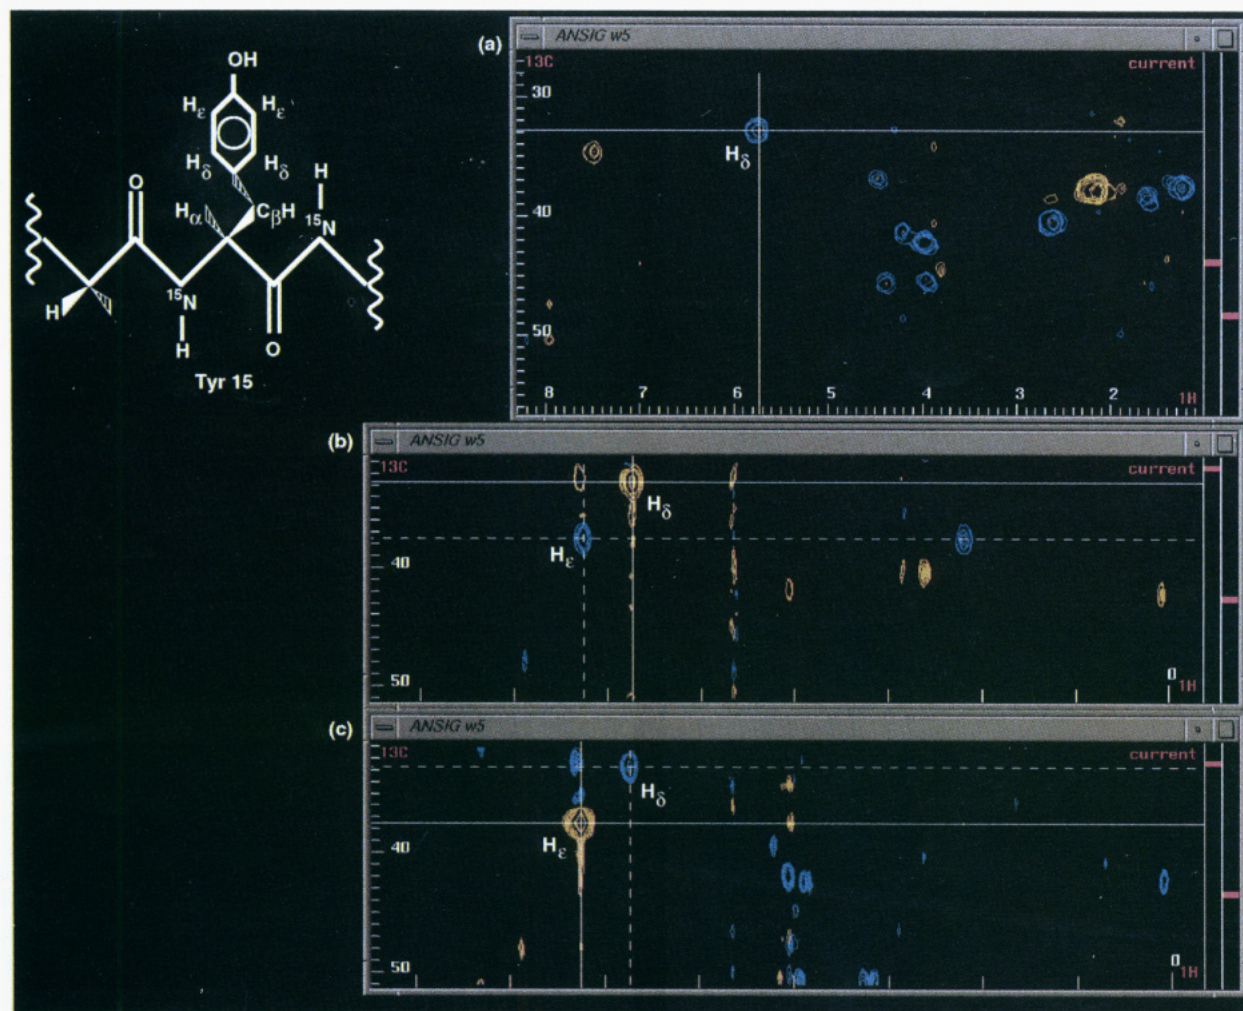 OH
Hε Hε
Hδ Hδ
H
O
Hα CβH
15N
H
15N
H
O
Tyr 15
(a)
ANSIG w5
13C
current
30
Hδ
40
50
8 7 6 5 4 3 2
1H
(b)
ANSIG w5
13C
current
Hδ
Hε
40
50
0
1H
(c)
ANSIG w5
13C
current
Hδ
Hε
40
50
0
1H